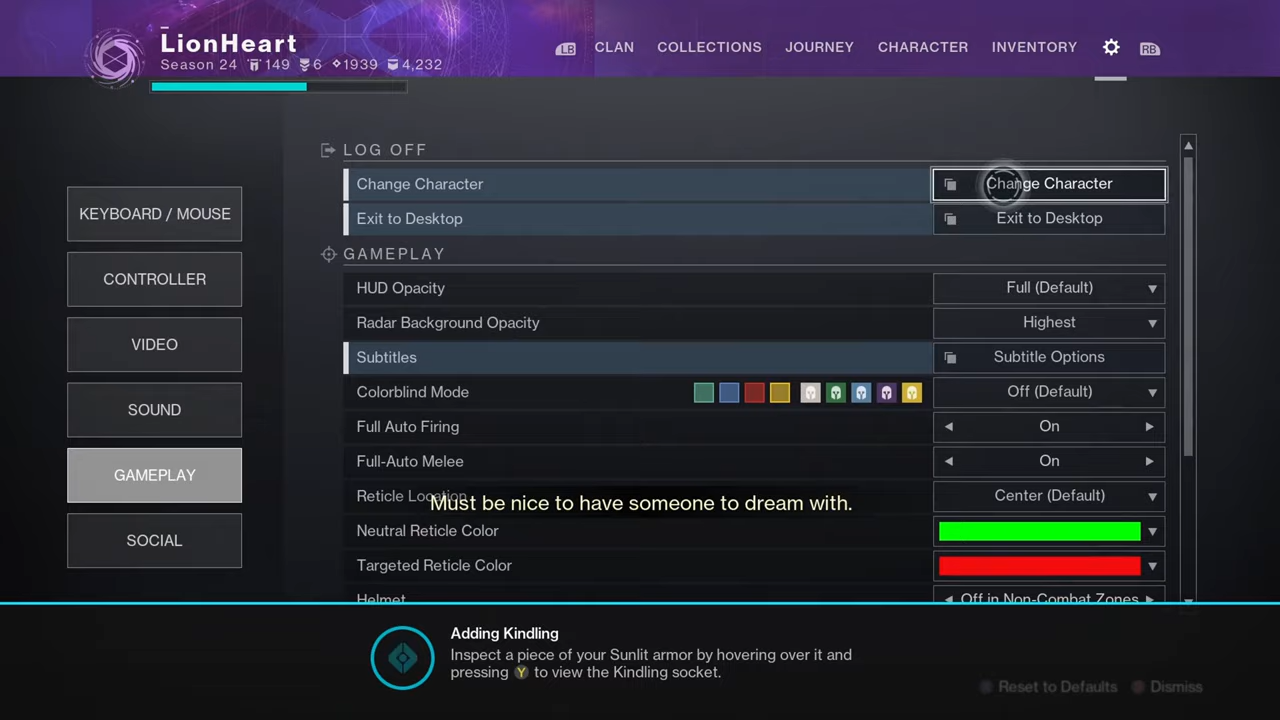 LionHeart
Season 24 149 6 1939 4,232
LB CLAN COLLECTIONS JOURNEY CHARACTER INVENTORY RB
LOG OFF
Change Character Change Character
Exit to Desktop Exit to Desktop
GAMEPLAY
HUD Opacity Full (Default)
Radar Background Opacity Highest
Subtitles Subtitle Options
Colorblind Mode Off (Default)
Full Auto Firing On
Full-Auto Melee On
Reticle Location Center (Default)
Must be nice to have someone to dream with.
Neutral Reticle Color
Targeted Reticle Color
Helmet Off in Non-Combat Zones
KEYBOARD / MOUSE
CONTROLLER
VIDEO
SOUND
GAMEPLAY
SOCIAL
Adding Kindling
Inspect a piece of your Sunlit armor by hovering over it and
pressing Y to view the Kindling socket.
Reset to Defaults Dismiss